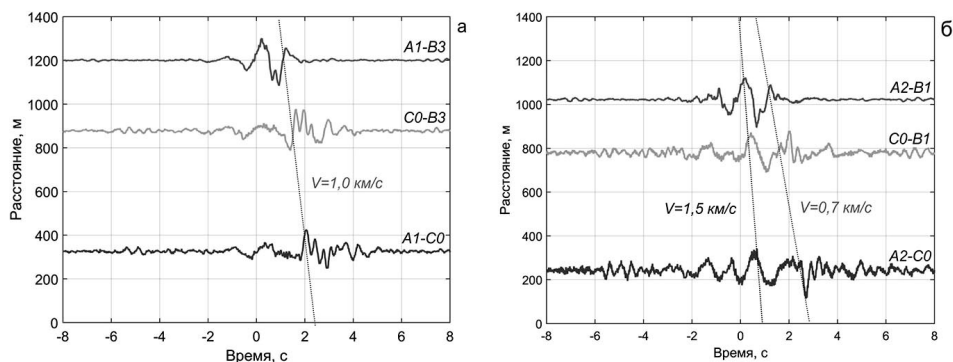 1400
а
1200
A1-B3
1000
C0-B3
800
Расстояние, м
600
V=1,0 км/с
400
A1-C0
200
0
-8 -6 -4 -2 0 2 4 6 8
Время, с
1400
б
1200
A2-B1
1000
C0-B1
800
Расстояние, м
600
V=1,5 км/с V=0,7 км/с
400
A2-C0
200
0
-8 -6 -4 -2 0 2 4 6 8
Время, с